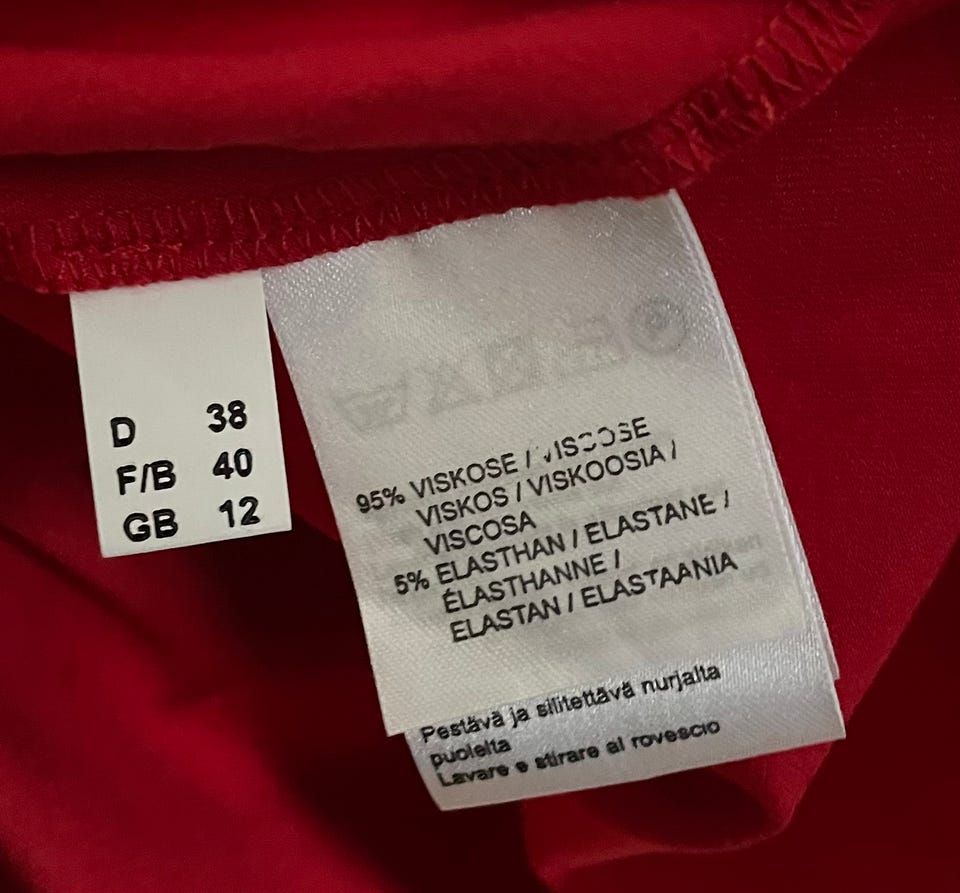 D 38
F/B 40
GB 12
95% VISKOSE / VISCOSE
VISKOS / VISKOOSIA /
VISCOSA
5% ELASTHAN / ELASTANE /
ÉLASTHANNE /
ELASTAN / ELASTAANIA
Pestävä ja silitettävä nurjalta
puolelta
Lavare e stirare al rovescio